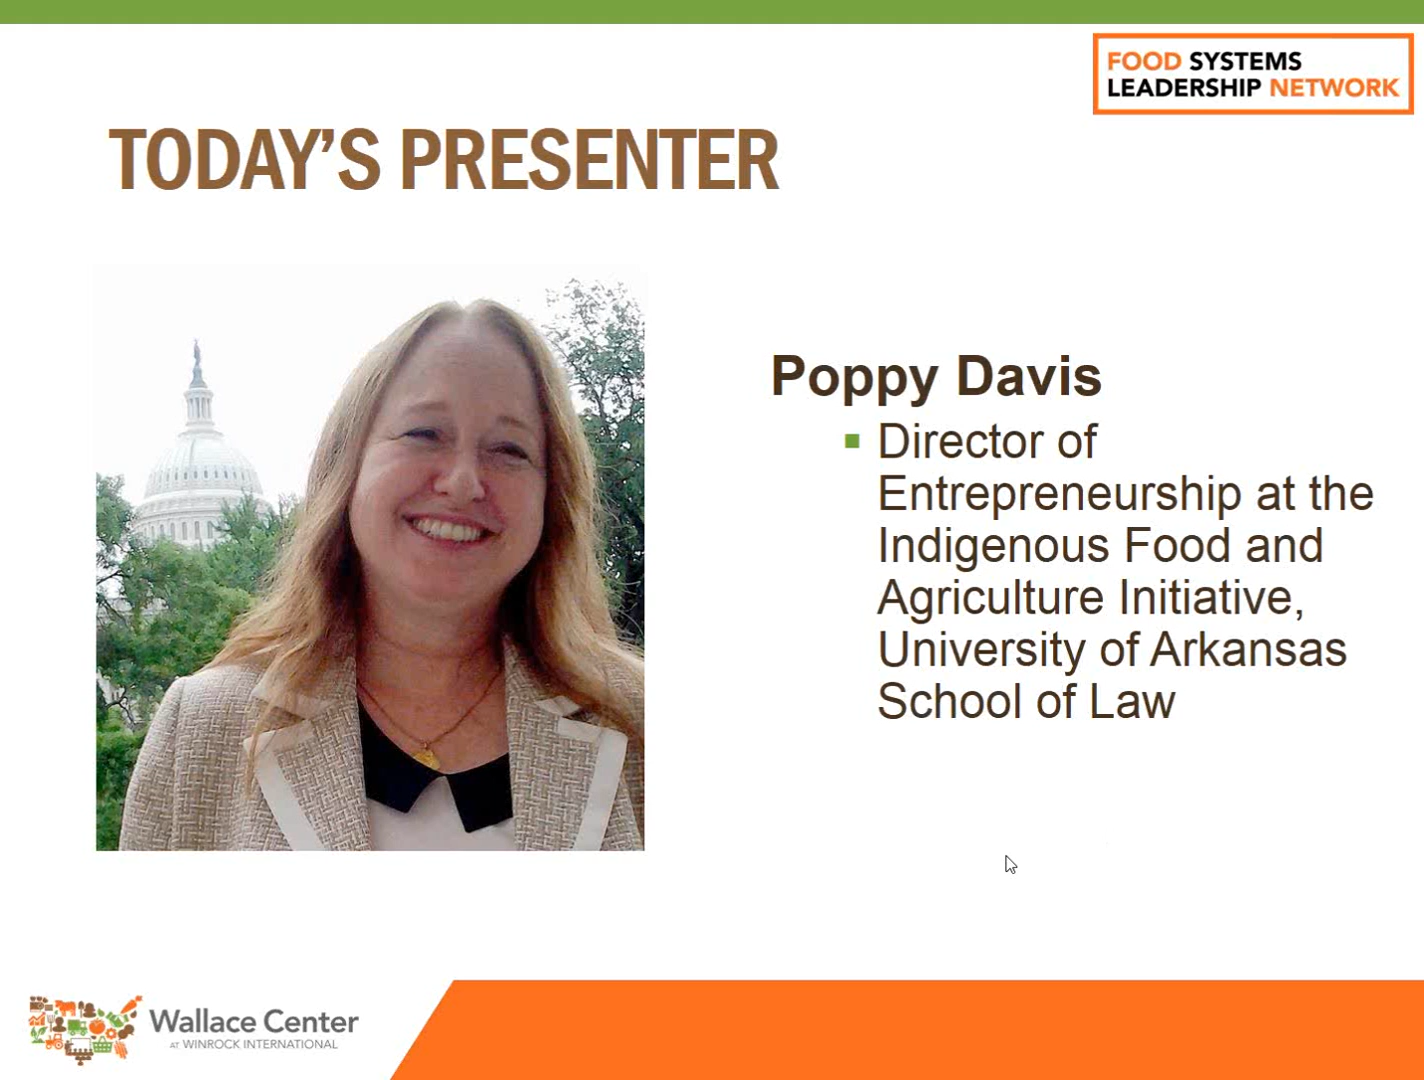 FOOD SYSTEMS
LEADERSHIP NETWORK
TODAY’S PRESENTER
Poppy Davis
Director of
Entrepreneurship at the
Indigenous Food and
Agriculture Initiative,
University of Arkansas
School of Law
Wallace Center
AT WINROCK INTERNATIONAL